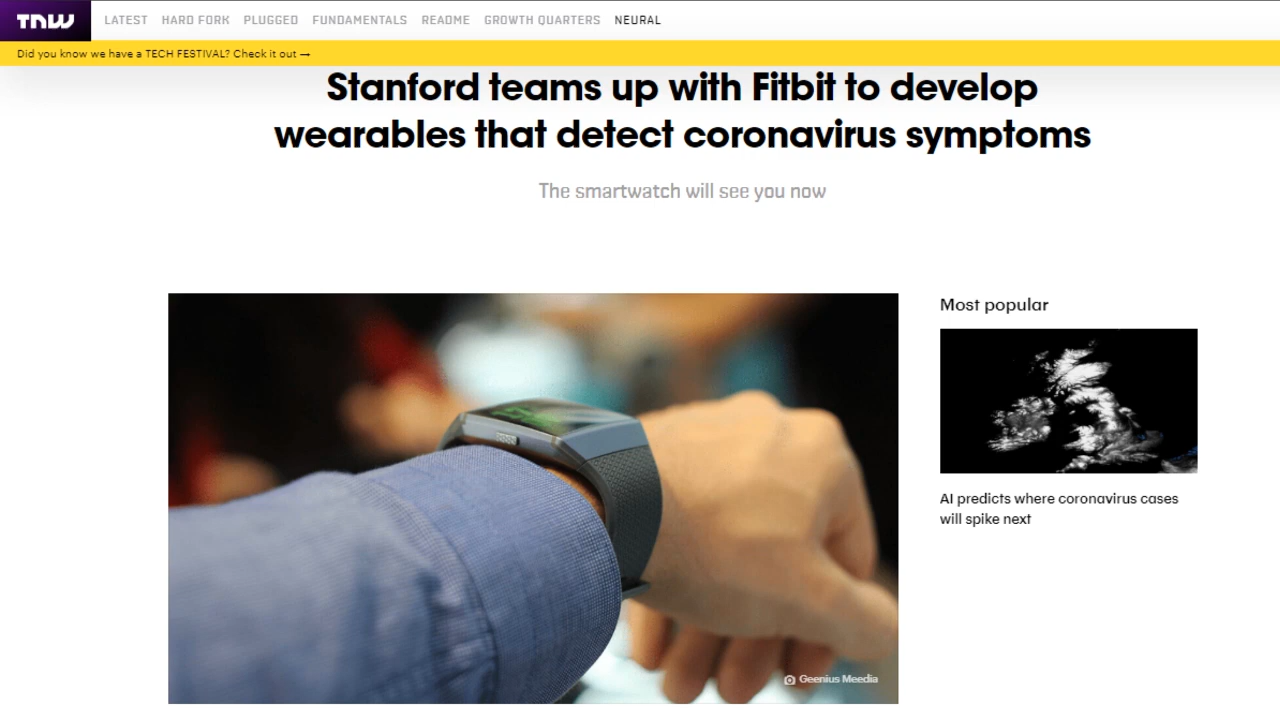 TNW LATEST HARD FORK PLUGGED FUNDAMENTALS README GROWTH QUARTERS NEURAL
Did you know we have a TECH FESTIVAL? Check it out →
Stanford teams up with Fitbit to develop
wearables that detect coronavirus symptoms
The smartwatch will see you now
Most popular
AI predicts where coronavirus cases
will spike next
Geenius Meedia